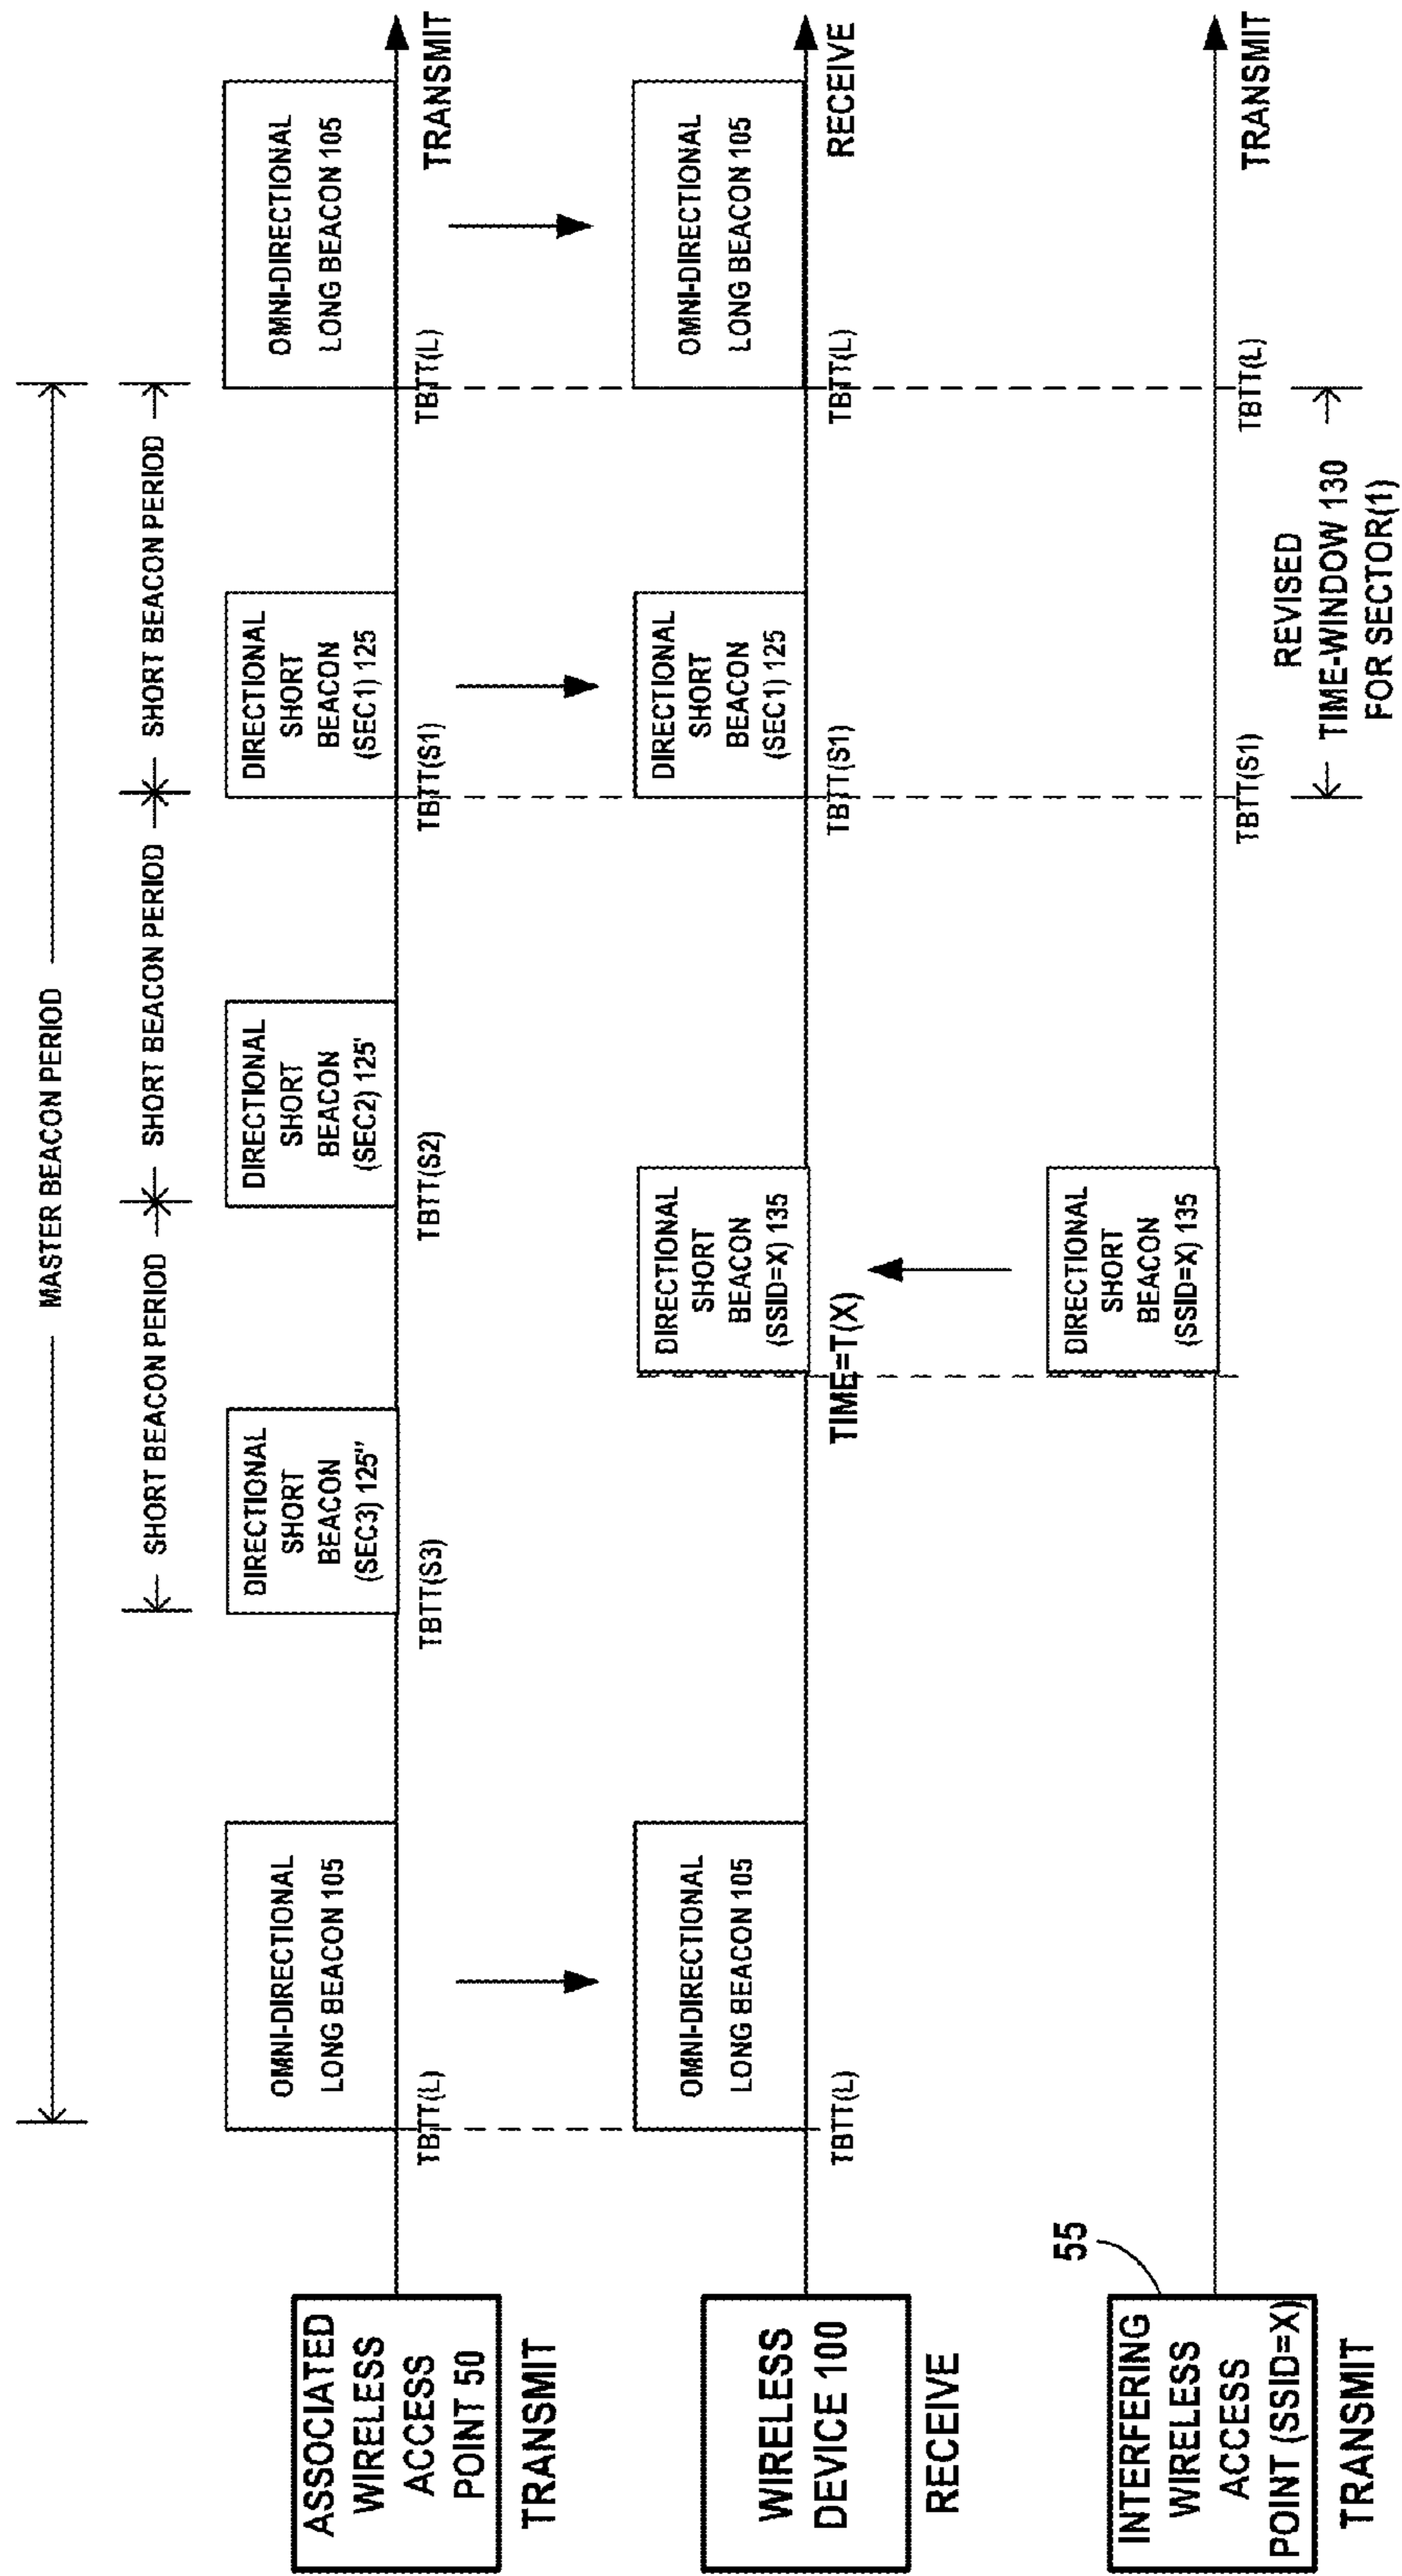 MASTER BEACON PERIOD
SHORT BEACON PERIOD
SHORT BEACON PERIOD
SHORT BEACON PERIOD
ASSOCIATED
WIRELESS
ACCESS
POINT 50
TRANSMIT
OMNI-DIRECTIONAL
LONG BEACON 105
TBTT(L)
DIRECTIONAL
SHORT
BEACON
(SEC3) 125"
TBTT(S3)
DIRECTIONAL
SHORT
BEACON
(SEC2) 125'
TBTT(S2)
DIRECTIONAL
SHORT
BEACON
(SEC1) 125
TBTT(S1)
OMNI-DIRECTIONAL
LONG BEACON 105
TBTT(L)
TRANSMIT
WIRELESS
DEVICE 100
RECEIVE
OMNI-DIRECTIONAL
LONG BEACON 105
TBTT(L)
DIRECTIONAL
SHORT
BEACON
(SSID=X) 135
TIME=T(X)
DIRECTIONAL
SHORT
BEACON
(SEC1) 125
TBTT(S1)
OMNI-DIRECTIONAL
LONG BEACON 105
TBTT(L)
RECEIVE
55
INTERFERING
WIRELESS
ACCESS
POINT (SSID=X)
TRANSMIT
DIRECTIONAL
SHORT
BEACON
(SSID=X) 135
TBTT(S1)
TBTT(L)
TRANSMIT
REVISED
TIME-WINDOW 130
FOR SECTOR(1)